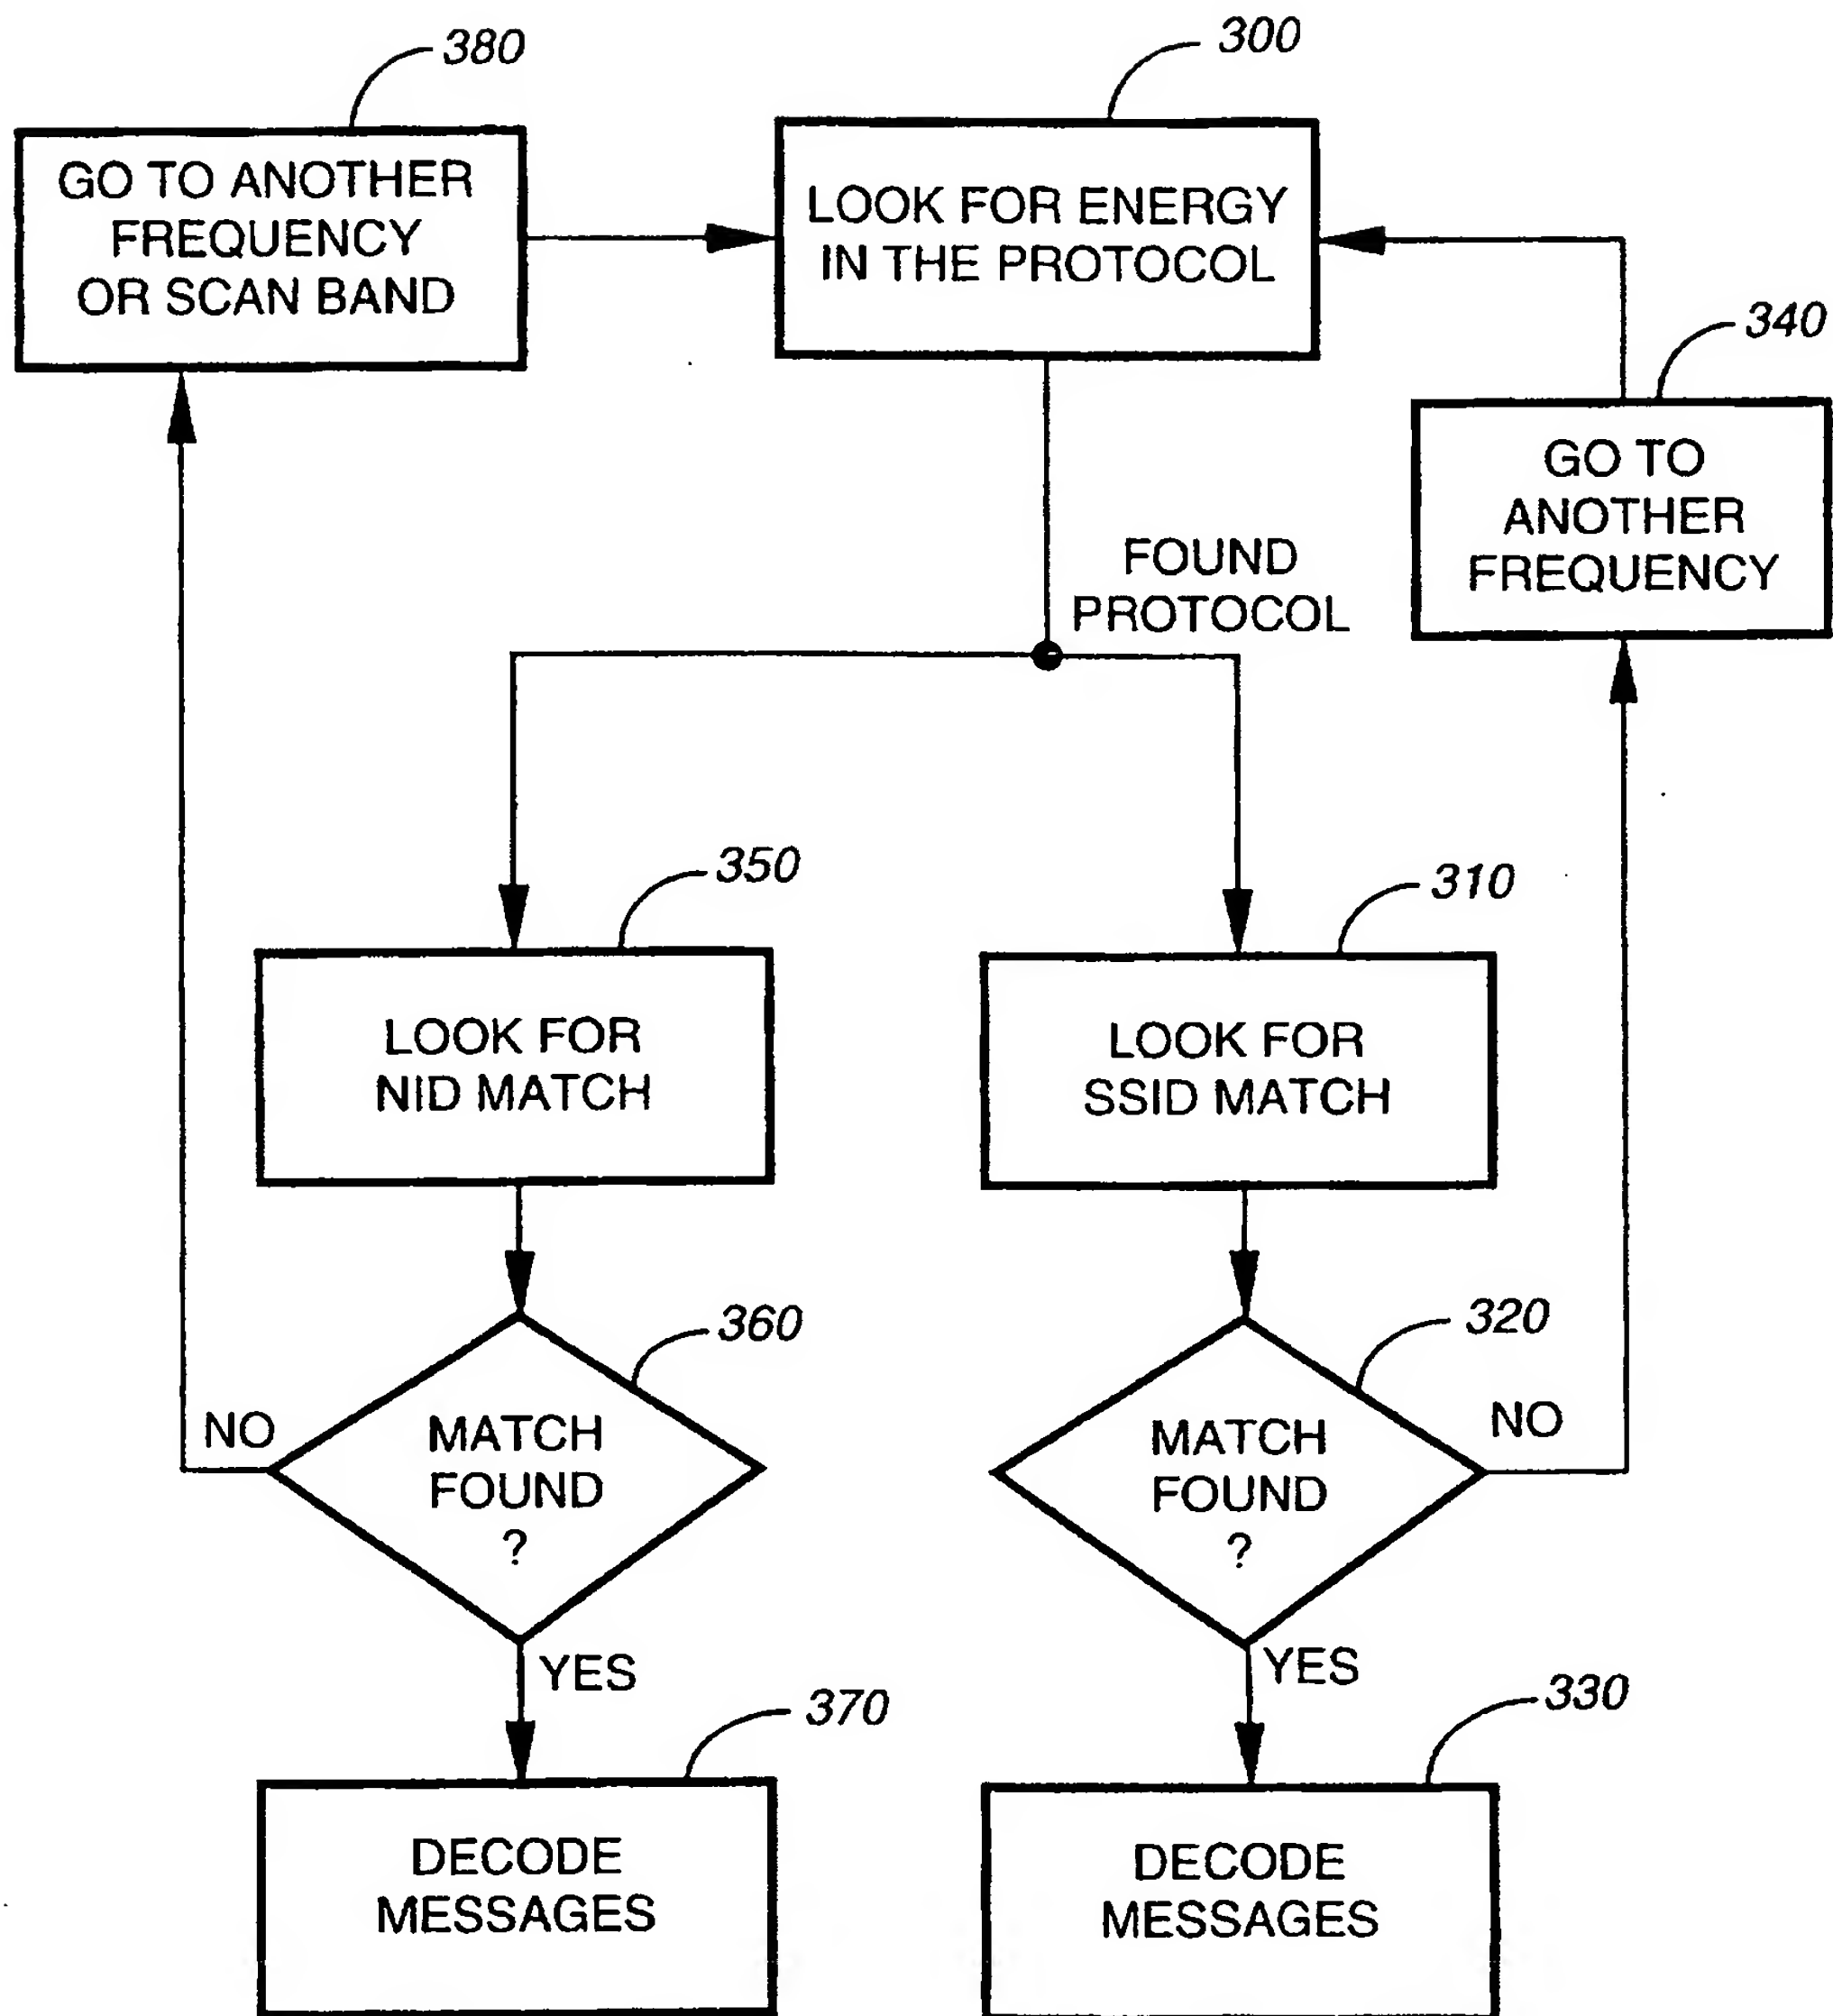 380
300
GO TO ANOTHER
FREQUENCY
OR SCAN BAND
LOOK FOR ENERGY
IN THE PROTOCOL
340
GO TO
ANOTHER
FREQUENCY
FOUND
PROTOCOL
350
310
LOOK FOR
NID MATCH
LOOK FOR
SSID MATCH
360
320
NO
MATCH
FOUND
?
MATCH
FOUND
?
NO
YES
YES
370
330
DECODE
MESSAGES
DECODE
MESSAGES